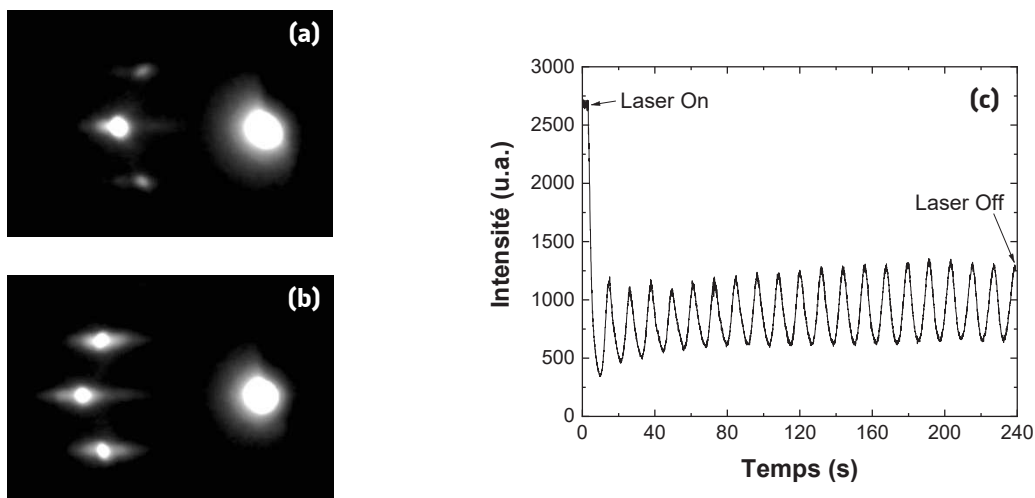 (a)
(b)
(c)
3000
2500
2000
1500
1000
500
0
Laser On
Laser Off
Intensité (u.a.)
0 40 80 120 160 200 240
Temps (s)